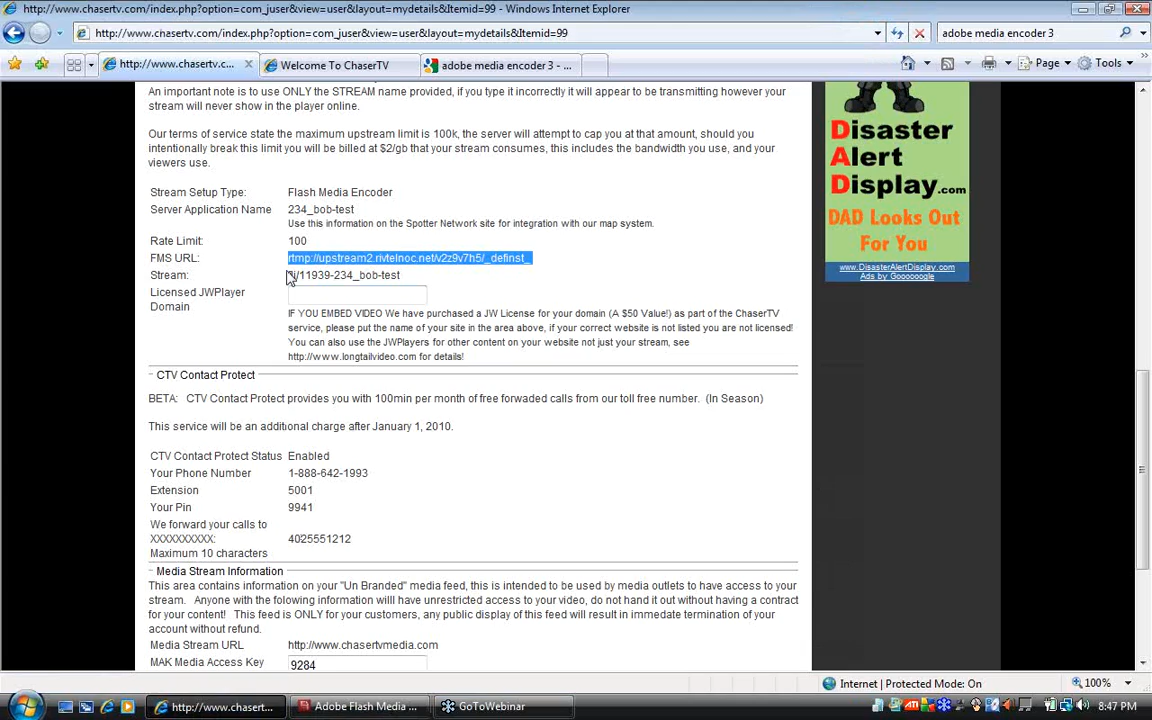 http://www.chasertv.com/index.php?option=com_juser&view=user&layout=mydetails&Itemid=99 - Windows Internet Explorer
http://www.chasertv.com/index.php?option=com_juser&view=user&layout=mydetails&Itemid=99
adobe media encoder 3
http://www.chasertv.c...
Welcome To ChaserTV
adobe media encoder 3 - ...
Page
Tools
An important note is to use ONLY the STREAM name provided, if you type it incorrectly it will appear to be transmitting however your
stream will never show in the player online.
Our terms of service state the maximum upstream limit is 100k, the server will attempt to cap you at that amount, should you
intentionally break this limit you will be billed at $2/gb that your stream consumes, this includes the bandwidth you use, and your
viewers use.
Stream Setup Type: Flash Media Encoder
Server Application Name 234_bob-test
Use this information on the Spotter Network site for integration with our map system.
Rate Limit: 100
FMS URL: rtmp://upstream2.rivtelnoc.net/v2z9v7h5/_definst_
Stream: /11939-234_bob-test
Licensed JWPlayer
Domain
IF YOU EMBED VIDEO We have purchased a JW License for your domain (A $50 Value!) as part of the ChaserTV
service, please put the name of your site in the area above, if your correct website is not listed you are not licensed!
You can also use the JWPlayers for other content on your website not just your stream, see
http://www.longtailvideo.com for details!
CTV Contact Protect
BETA: CTV Contact Protect provides you with 100min per month of free forwaded calls from our toll free number. (In Season)
This service will be an additional charge after January 1, 2010.
CTV Contact Protect Status Enabled
Your Phone Number 1-888-642-1993
Extension 5001
Your Pin 9941
We forward your calls to
XXXXXXXXXX: 4025551212
Maximum 10 characters
Media Stream Information
This area contains information on your "Un Branded" media feed, this is intended to be used by media outlets to have access to your
stream. Anyone with the following information willl have unrestricted access to your video, do not hand it out without having a contract
for your content! This feed is ONLY for your customers, any public display of this feed will result in immedate termination of your
account without refund.
Media Stream URL http://www.chasertvmedia.com
MAK Media Access Key 9284
Disaster
Alert
Display.com
DAD Looks Out
For You
www.DisasterAlertDisplay.com
Ads by Goooooogle
Internet | Protected Mode: On
100%
http://www.chasert...
Adobe Flash Media ...
GoToWebinar
8:47 PM